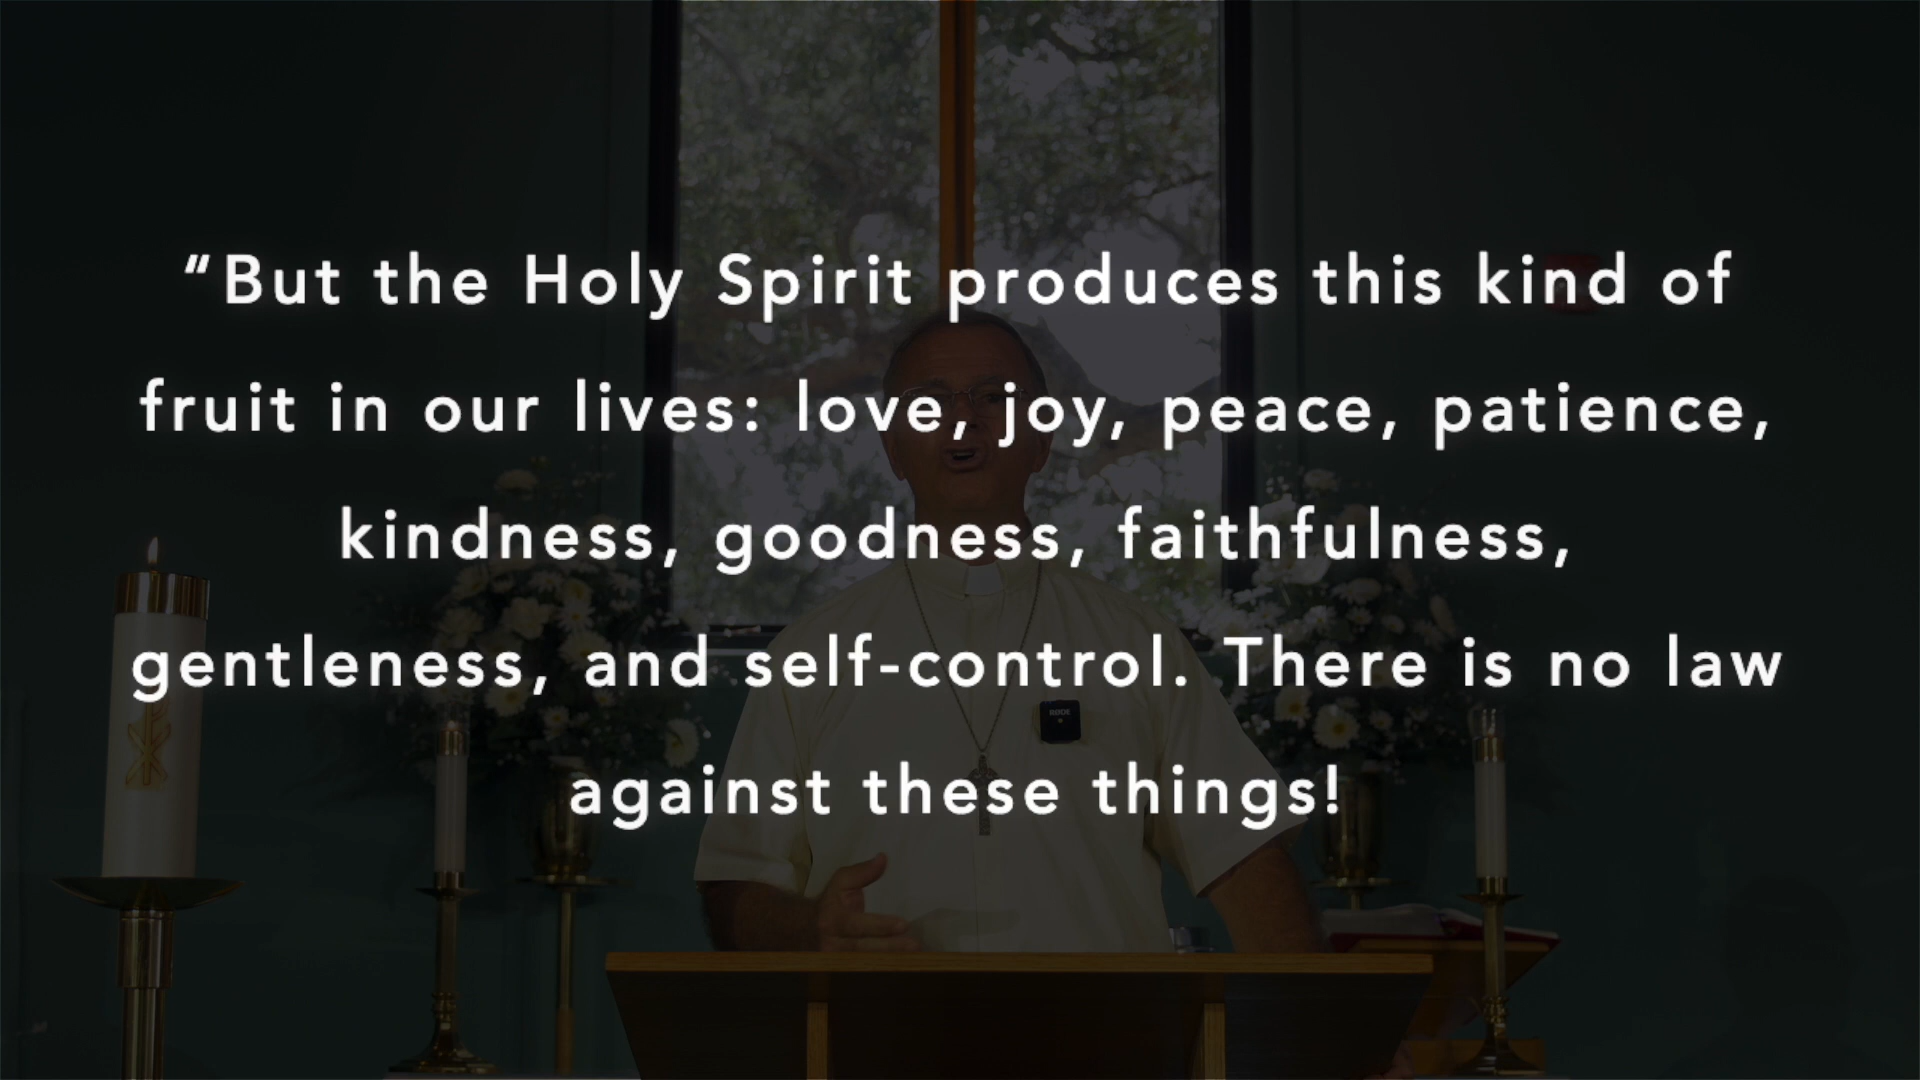 “But the Holy Spirit produces this kind of
fruit in our lives: love, joy, peace, patience,
kindness, goodness, faithfulness,
gentleness, and self-control. There is no law
against these things!
RØDE